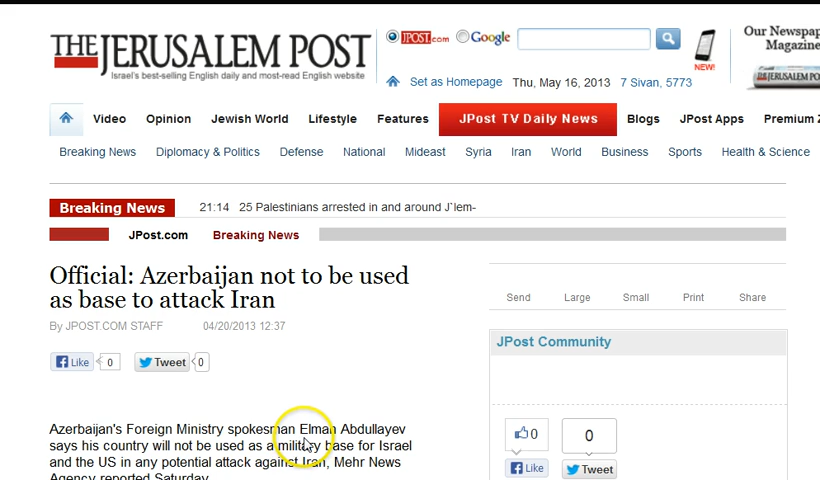 THE JERUSALEM POST
Israel's best-selling English daily and most-read English website
JPOST.com Google
NEW!
Our Newspap
Magazine
THE JERUSALEM PO
Set as Homepage Thu, May 16, 2013 7 Sivan, 5773
Video Opinion Jewish World Lifestyle Features JPost TV Daily News Blogs JPost Apps Premium Z
Breaking News Diplomacy & Politics Defense National Mideast Syria Iran World Business Sports Health & Science
Breaking News 21:14 25 Palestinians arrested in and around J`lem-
JPost.com Breaking News
Official: Azerbaijan not to be used
as base to attack Iran
By JPOST.COM STAFF 04/20/2013 12:37
Like 0 Tweet 0
Send Large Small Print Share
JPost Community
0 0
Like Tweet
Azerbaijan's Foreign Ministry spokesman Elman Abdullayev
says his country will not be used as a military base for Israel
and the US in any potential attack against Iran, Mehr News
Agency reported Saturday.